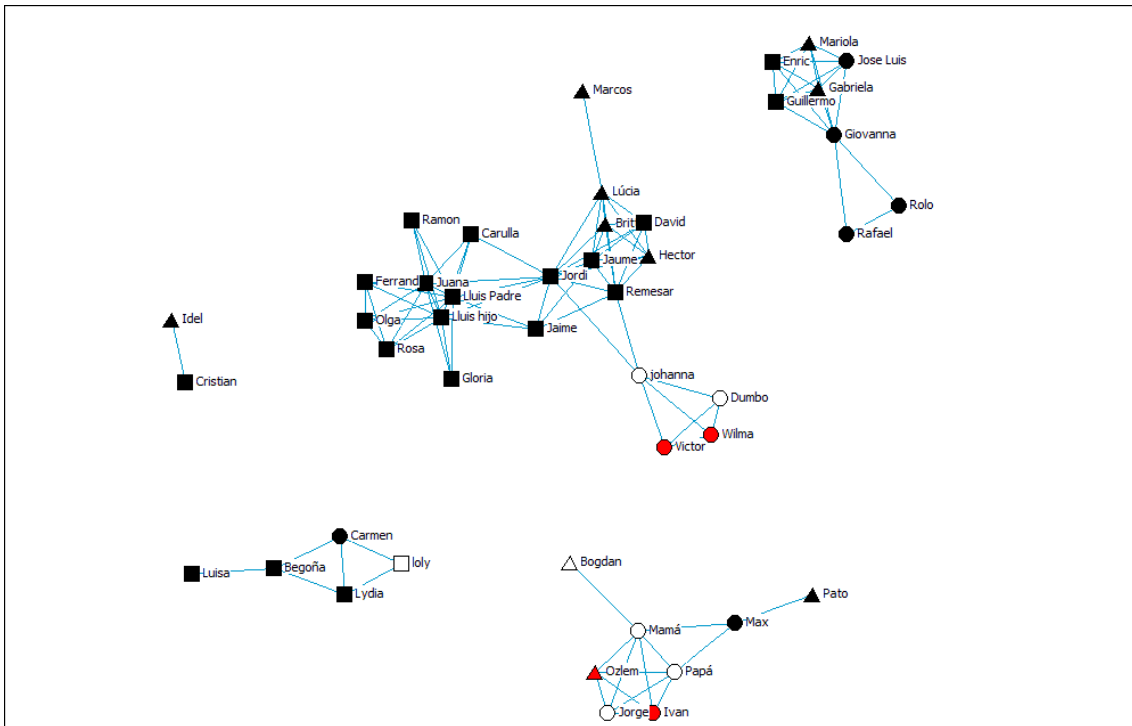 Mariola
Enric
Jose Luis
Gabriela
Guillermo
Giovanna
Marcos
Lúcia
Rolo
Rafael
Ramon
Carulla
Britt
David
Jaume
Hector
Ferrand
Juana
Jordi
Lluis Padre
Remesar
Olga
Lluis hijo
Jaime
Rosa
Gloria
Idel
Cristian
johanna
Dumbo
Wilma
Victor
Carmen
loly
Luisa
Begoña
Lydia
Bogdan
Pato
Mamá
Max
Ozlem
Papá
Jorge
Ivan